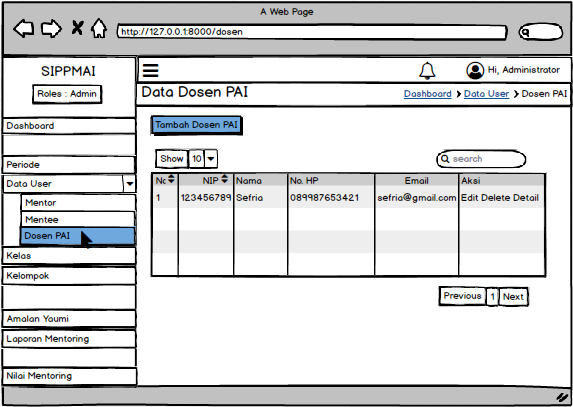 A Web Page
http://127.0.0.1:8000/dosen
SIPPMAI
Roles : Admin
Hi, Administrator
Data Dosen PAI
Dashboard > Data User > Dosen PAI
Dashboard
Periode
Data User
Mentor
Mentee
Dosen PAI
Kelas
Kelompok
Amalan Yaumi
Laporan Mentoring
Nilai Mentoring
Tambah Dosen PAI
Show 10
search
Nc NIP Nama No. HP Email Aksi
1 123456789 Sefria 089987653421 sefria@gmail.com Edit Delete Detail
Previous 1 Next